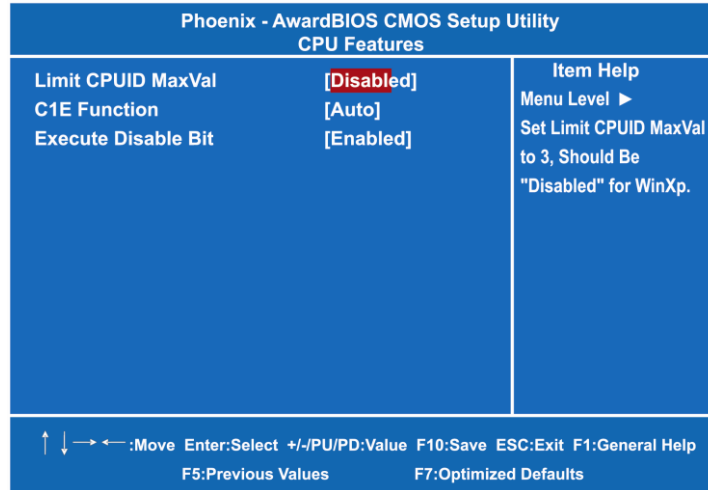 Phoenix - AwardBIOS CMOS Setup Utility
CPU Features
Limit CPUID MaxVal [Disabled]
C1E Function [Auto]
Execute Disable Bit [Enabled]
Item Help
Menu Level ►
Set Limit CPUID MaxVal
to 3, Should Be
"Disabled" for WinXp.
↑ ↓ → ← :Move Enter:Select +/-/PU/PD:Value F10:Save ESC:Exit F1:General Help
F5:Previous Values F7:Optimized Defaults